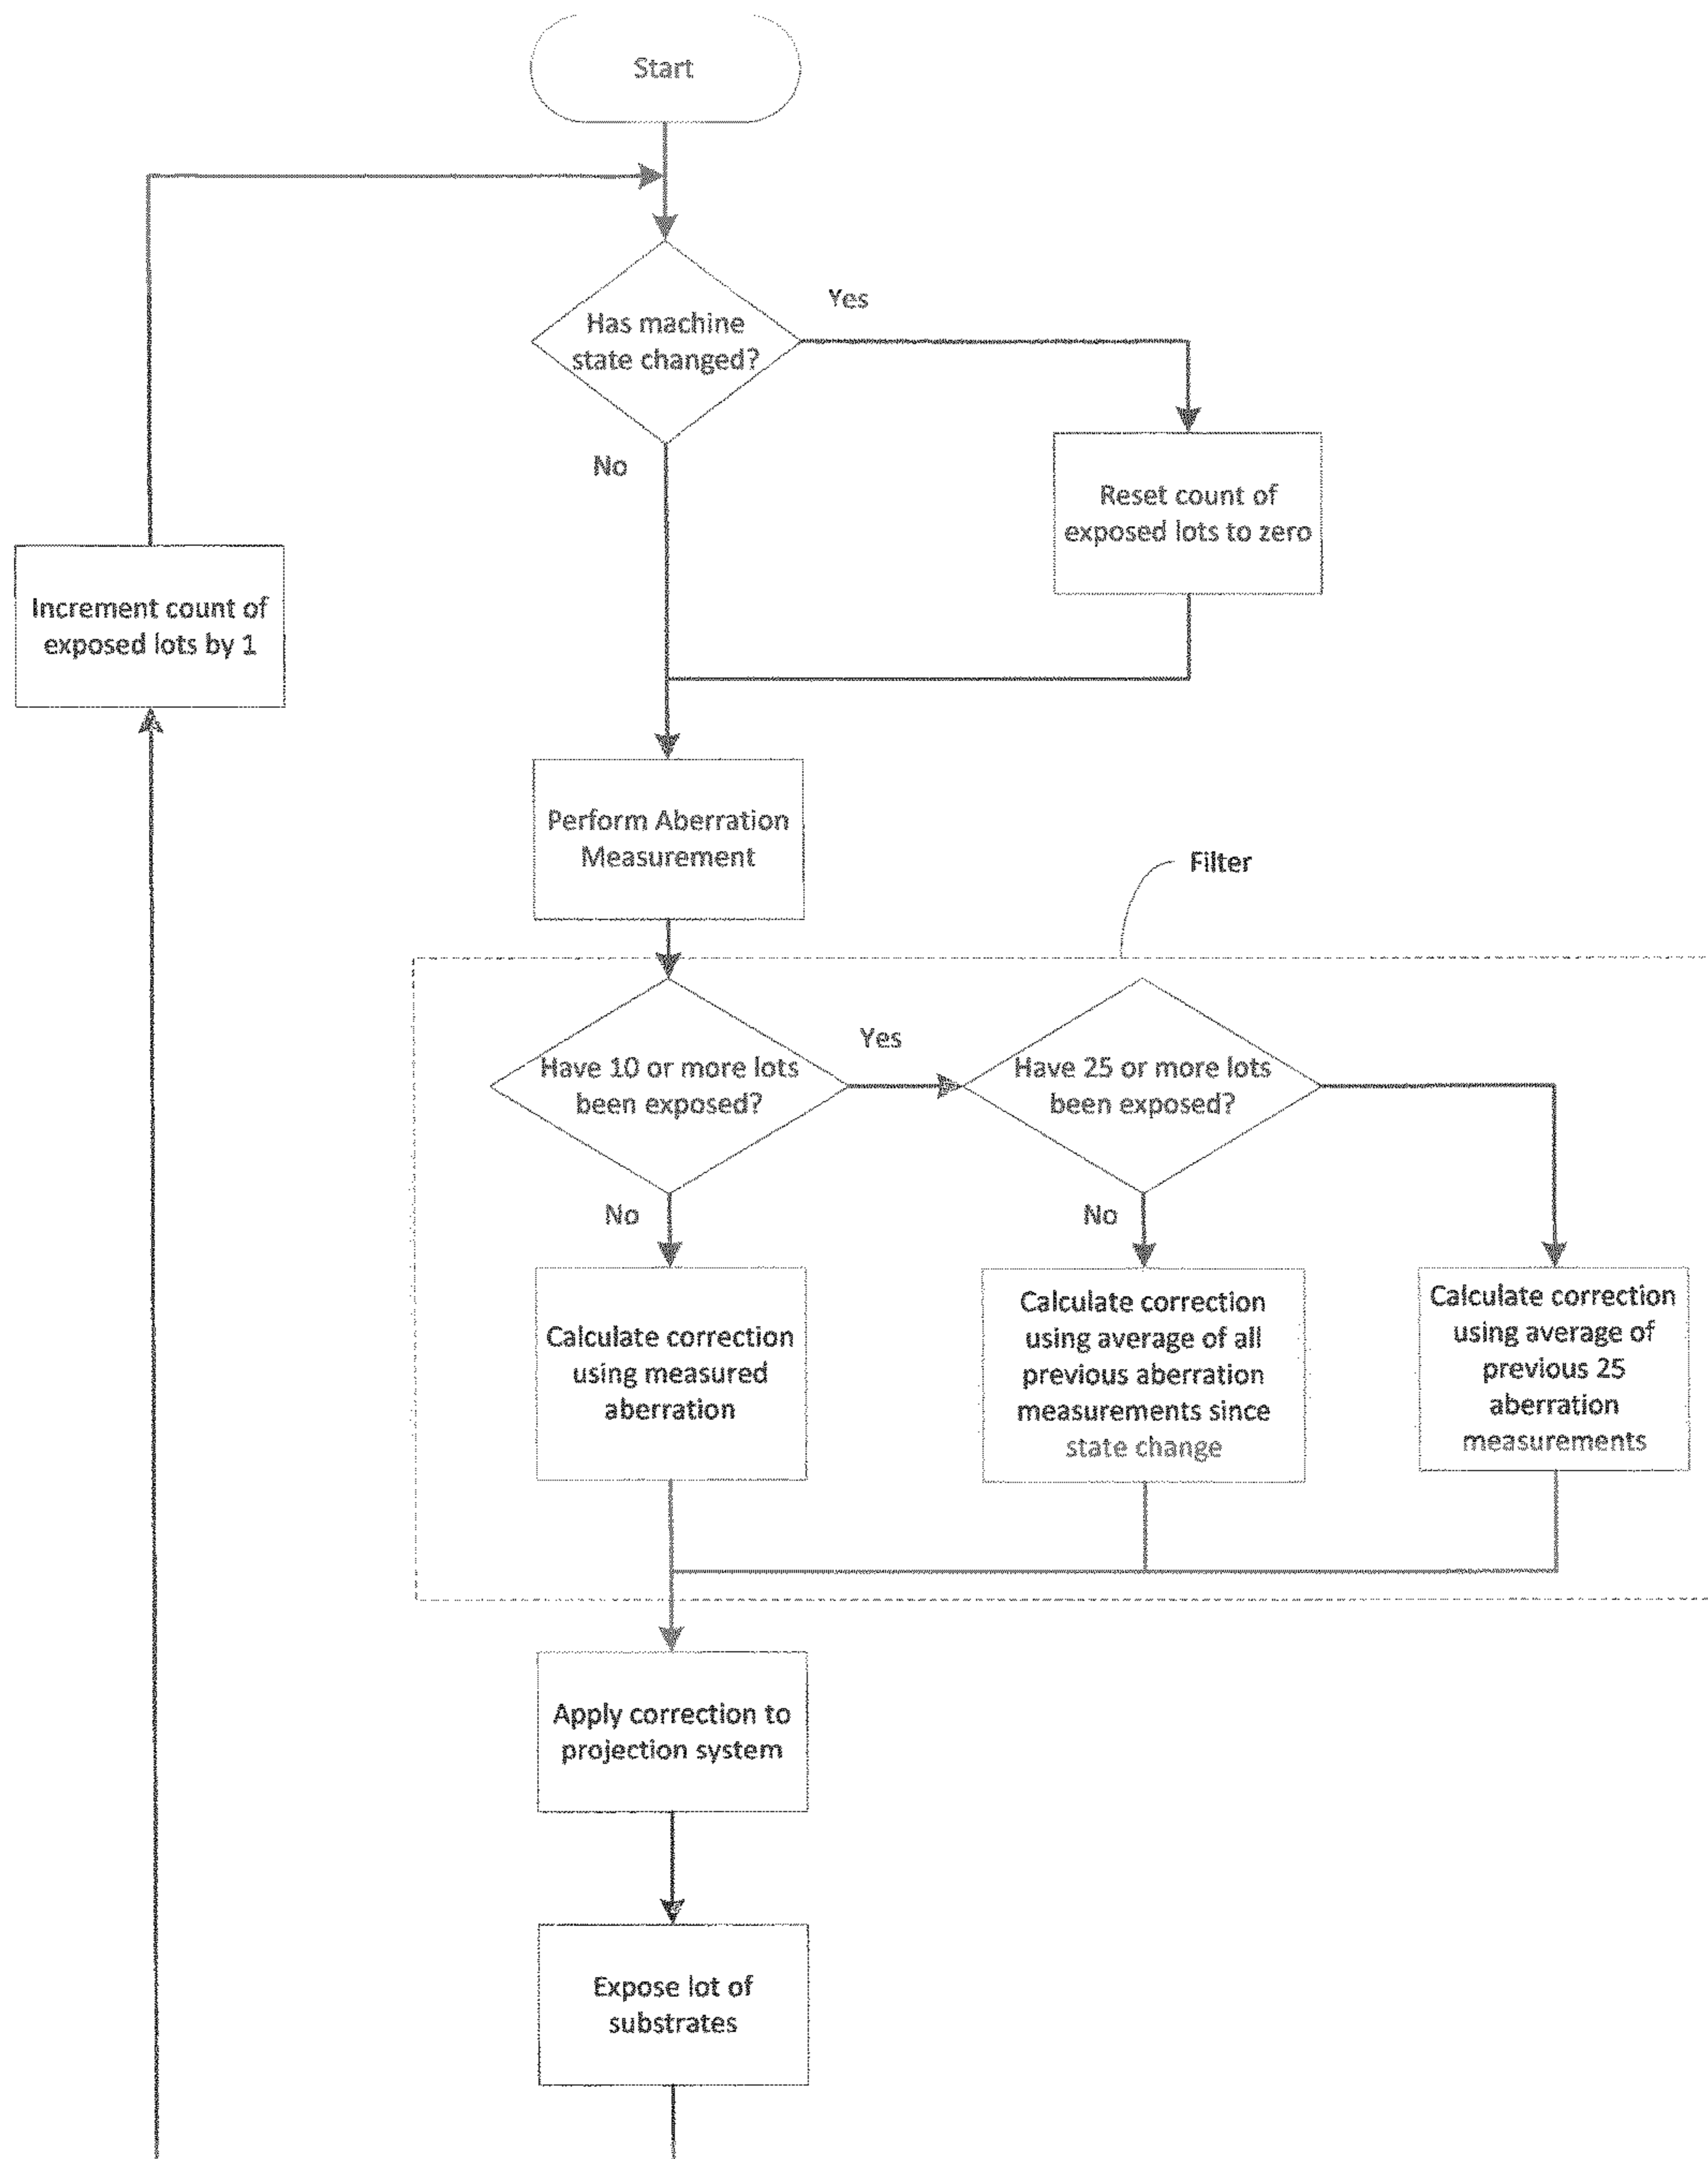 Start
Yes
Has machine
state changed?
No
Reset count of
exposed lots to zero
Increment count of
exposed lots by 1
Perform Aberration
Measurement
Filter
Have 10 or more lots
been exposed?
Yes
Have 25 or more lots
been exposed?
No
No
Calculate correction
using measured
aberration
Calculate correction
using average of all
previous aberration
measurements since
state change
Calculate correction
using average of
previous 25
aberration
measurements
Apply correction to
projection system
Expose lot of
substrates